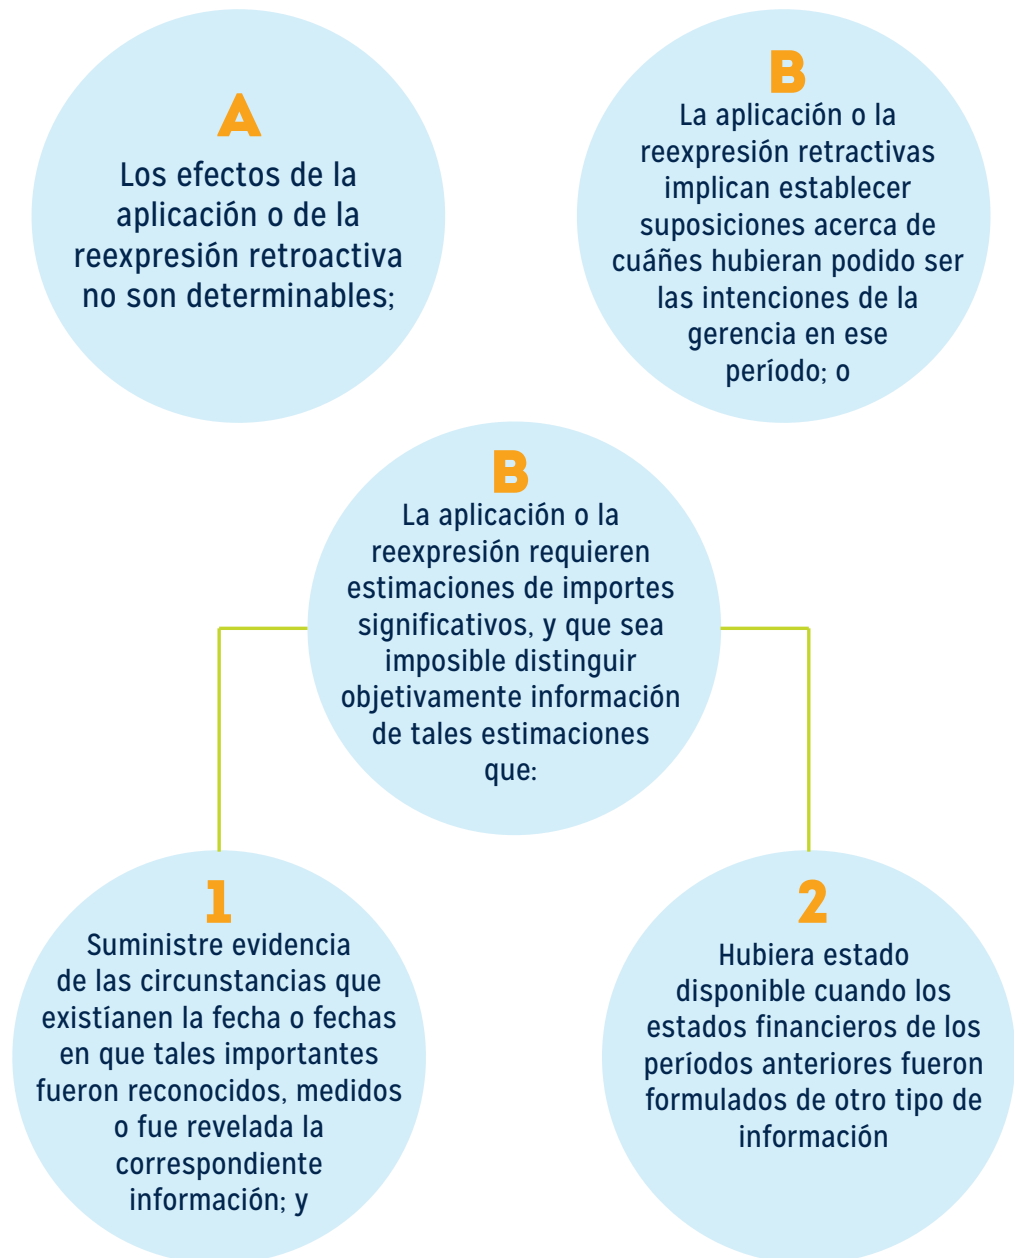 A
Los efectos de la
aplicación o de la
reexpresión retroactiva
no son determinables;
B
La aplicación o la
reexpresión retractivas
implican establecer
suposiciones acerca de
cuáñes hubieran podido ser
las intenciones de la
gerencia en ese
período; o
B
La aplicación o la
reexpresión requieren
estimaciones de importes
significativos, y que sea
imposible distinguir
objetivamente información
de tales estimaciones
que:
1
Suministre evidencia
de las circunstancias que
existíanen la fecha o fechas
en que tales importantes
fueron reconocidos, medidos
o fue revelada la
correspondiente
información; y
2
Hubiera estado
disponible cuando los
estados financieros de los
períodos anteriores fueron
formulados de otro tipo de
información